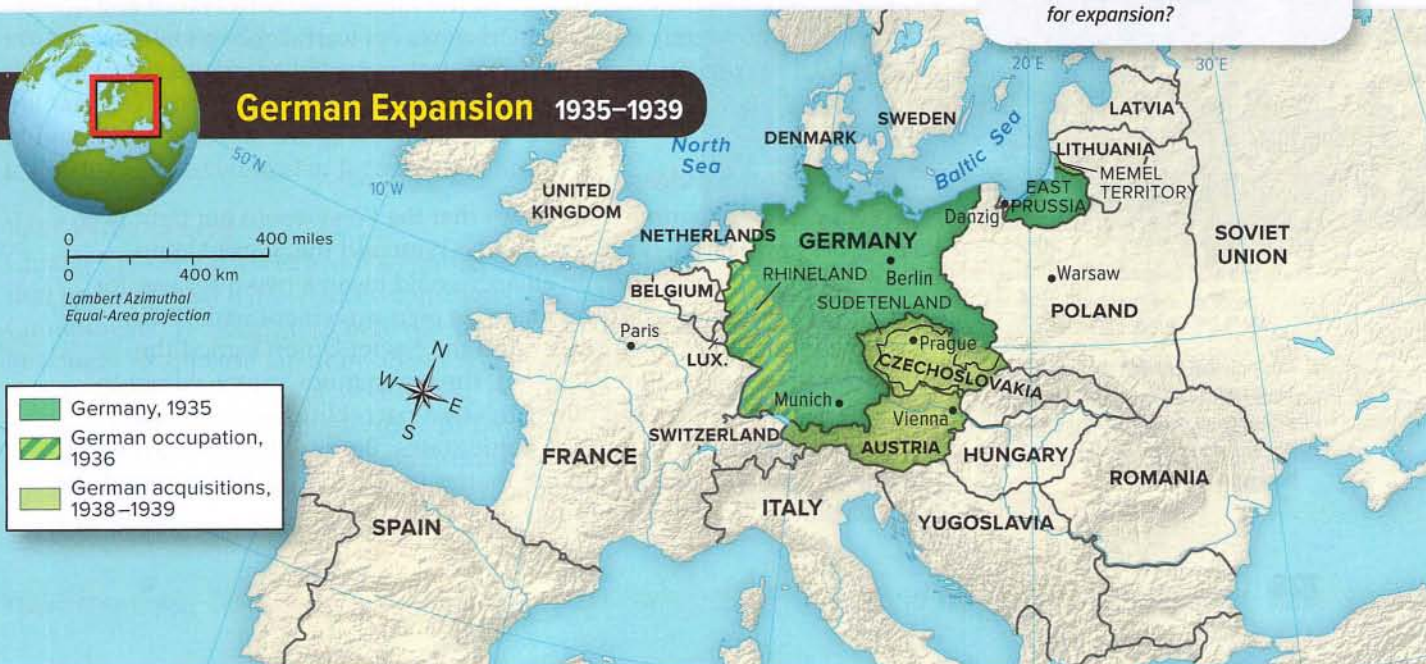 for expansion?
German Expansion 1935–1939
20°E
30°E
50°N
10°W
North
Sea
DENMARK
SWEDEN
Baltic Sea
LATVIA
LITHUANIA
MEMEL
TERRITORY
EAST
PRUSSIA
Danzig
UNITED
KINGDOM
NETHERLANDS
GERMANY
Berlin
RHINELAND
SUDETENLAND
SOVIET
UNION
Warsaw
POLAND
BELGIUM
Paris
LUX.
Prague
CZECHOSLOVAKIA
Munich
Vienna
SWITZERLAND
AUSTRIA
FRANCE
HUNGARY
ROMANIA
ITALY
YUGOSLAVIA
SPAIN
0 400 miles
0 400 km
Lambert Azimuthal
Equal-Area projection
N
W
E
S
Germany, 1935
German occupation,
1936
German acquisitions,
1938–1939